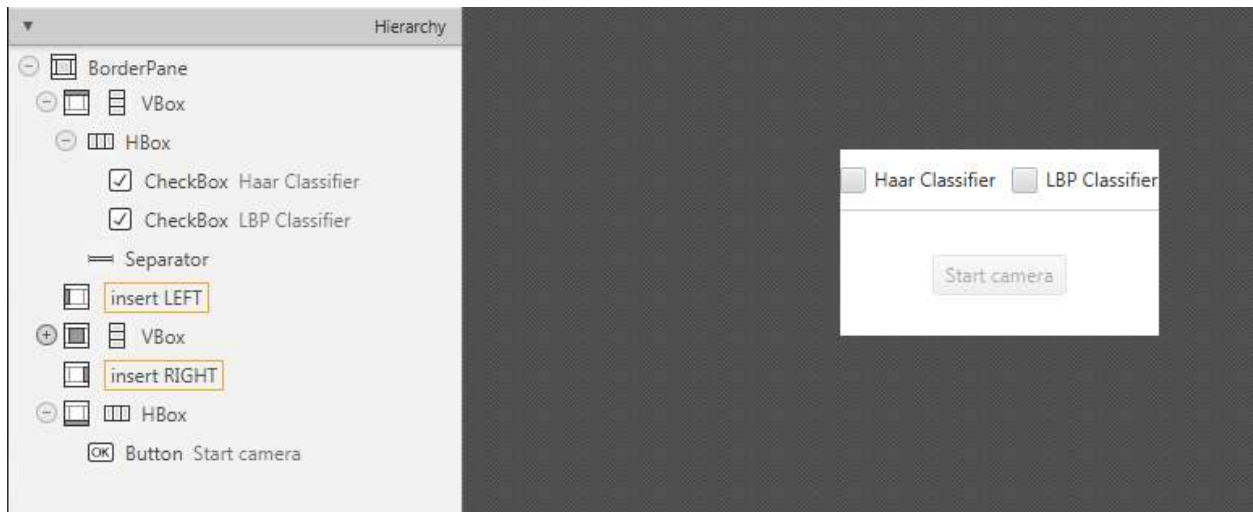 Hierarchy
BorderPane
VBox
HBox
CheckBox Haar Classifier
CheckBox LBP Classifier
Separator
insert LEFT
VBox
insert RIGHT
HBox
OK Button Start camera
Haar Classifier LBP Classifier
Start camera